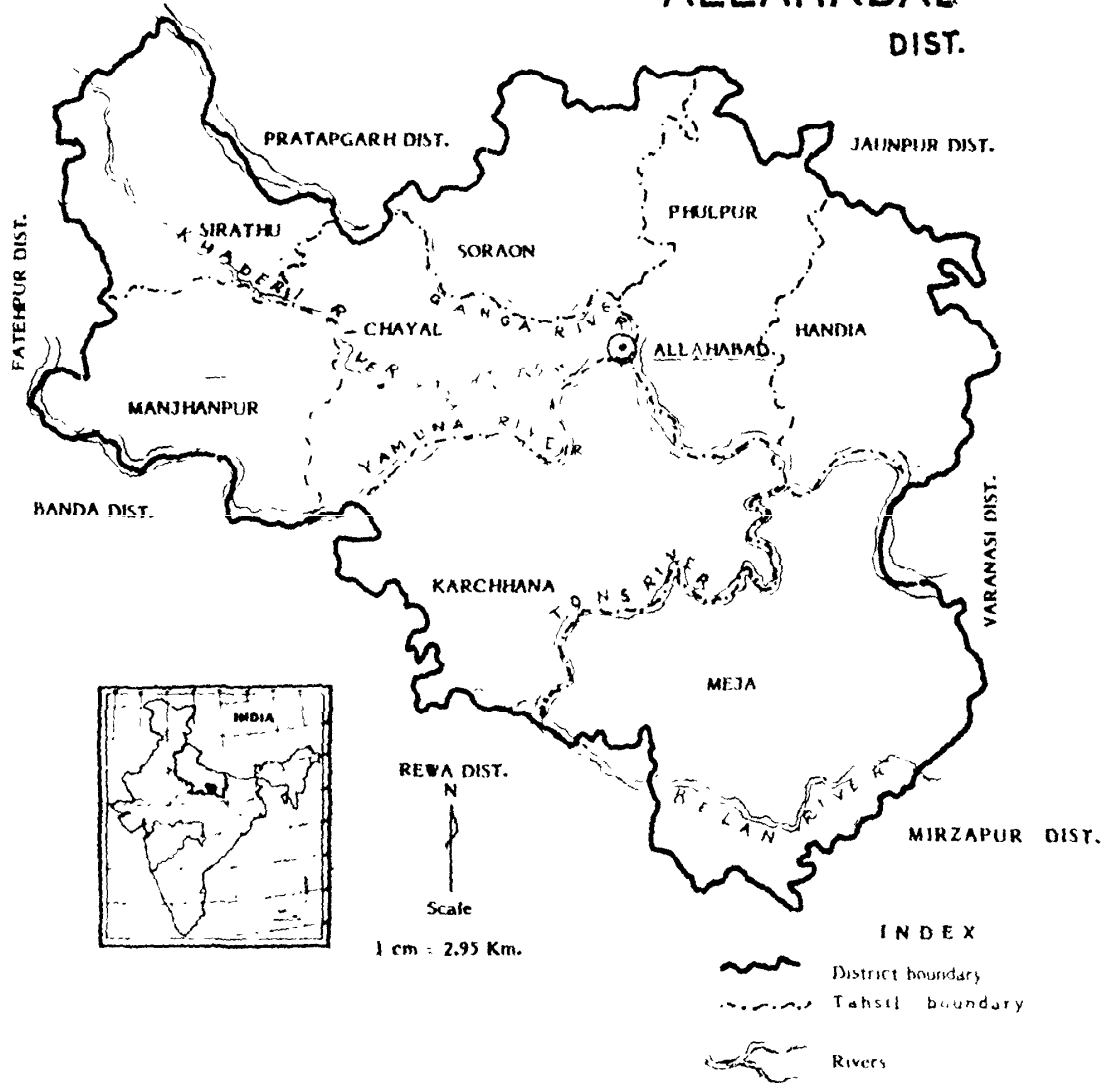 DIST.
PRATAPGARH DIST.
JAUNPUR DIST.
FATEHPUR DIST.
SIRATHU
PHULPUR
SORAON
KHADERI RIVER
GANGA RIVER
CHAYAL
HANDIA
ALLAHABAD
MANJHANPUR
YAMUNA RIVER
BANDA DIST.
VARANASI DIST.
KARCHHANA
TONS RIVER
MEJA
INDIA
REWA DIST.
N
BELAN RIVER
MIRZAPUR DIST.
Scale
1 cm = 2.95 Km.
INDEX
District boundary
Tahsil boundary
Rivers